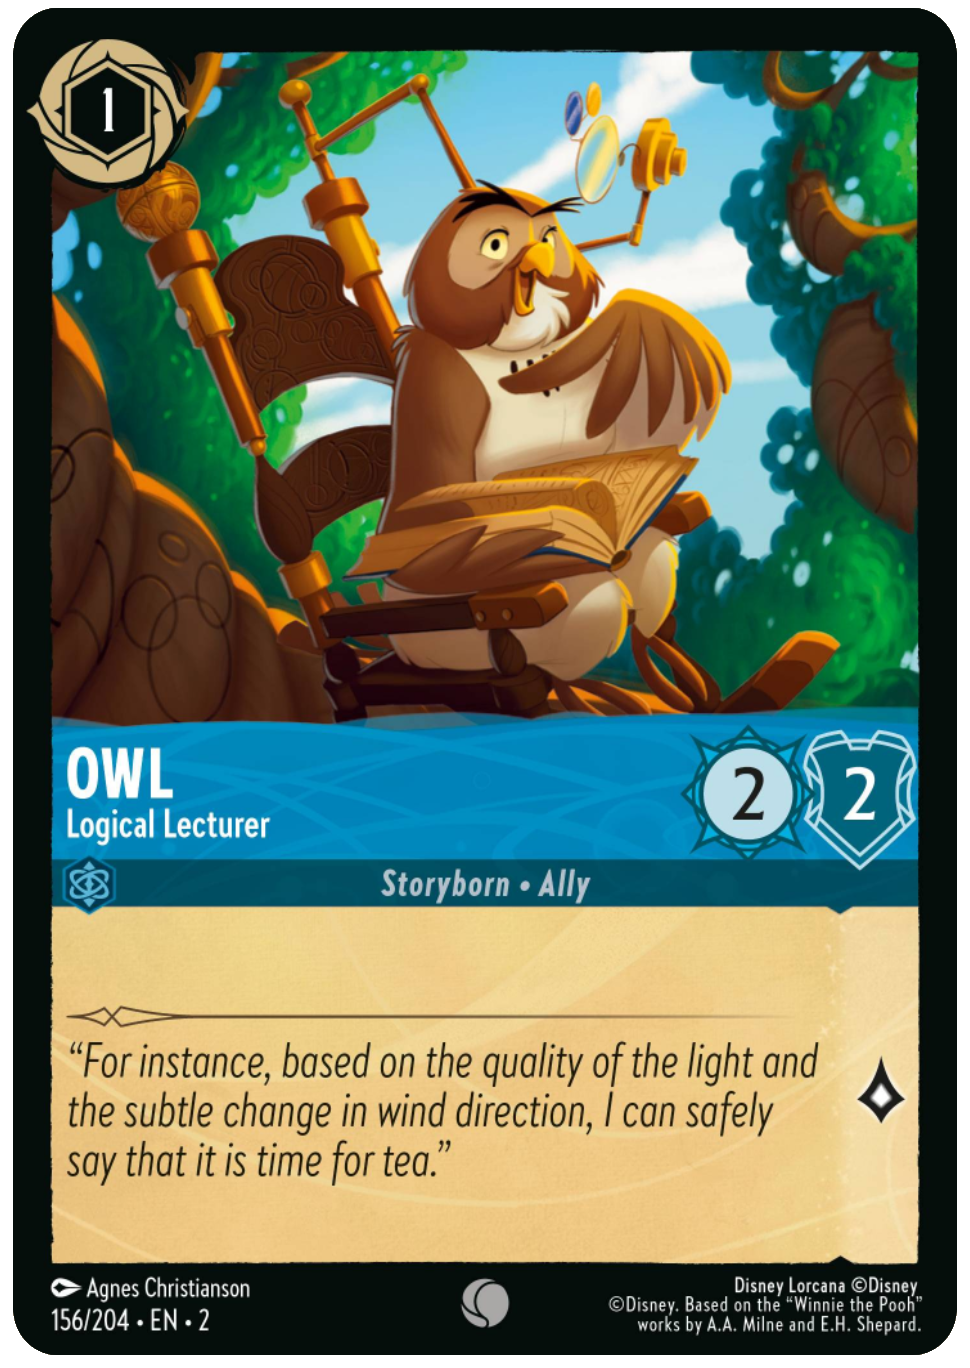 1
OWL
Logical Lecturer
2
2
Storyborn • Ally
“For instance, based on the quality of the light and
the subtle change in wind direction, I can safely
say that it is time for tea.”
Agnes Christianson
156/204 • EN • 2
Disney Lorcana ©Disney
©Disney. Based on the “Winnie the Pooh”
works by A.A. Milne and E.H. Shepard.